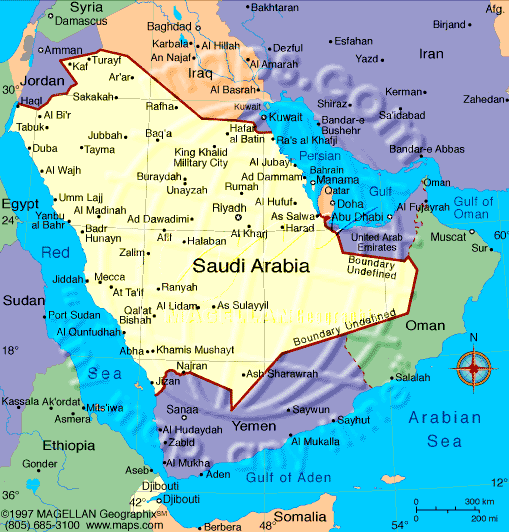 Syria
Damascus
Bakhtaran
Afg.
Baghdad
Karbala
Al Hillah
Dezful
Esfahan
Birjand
Amman
An Najaf
Al Amarah
Yazd
Iran
Turayf
Kaf
Iraq
Jordan
Ar'ar
Al Basrah
Kerman
30°
Sakakah
Kuwait
Shiraz
Sa'idabad
Zahedan
Haql
Rafha
Kuwait
Al Bi'r
Bandar-e
Bushehr
Tabuk
Jubbah
Baq'a
Hafar
al Batin
Ra's al Khafji
Duba
Tayma
King Khalid
Military City
Persian
Bandar-e Abbas
Al Wajh
Al Jubayl
Buraydah
Ad Dammam
Bahrain
Manama
Unayzah
Rumah
Qatar
Gulf
Oman
Egypt
Umm Lajj
Al Hufuf
Doha
Gulf of
Oman
Al Madinah
Riyadh
Abu Dhabi
Al Fujayrah
24°
Yanbu
al Bahr
Ad Dawadimi
As Salwa
Badr
Hunayn
Afif
Al Kharj
Harad
Muscat
60°
Halaban
United Arab
Emirates
Sur
Red
Zalim
Saudi Arabia
Boundary
Undefined
Jiddah
Mecca
At Ta'if
Ranyah
Sudan
Al Lidam
As Sulayyil
Port Sudan
Qal'at
Bishah
Boundary Undefined
Oman
Al Qunfudhah
N
18°
Abha
Khamis Mushayt
Sea
Najran
Jizan
Ash Sharawrah
Salalah
Kassala
Ak'ordat
Mits'iwa
Sanaa
Saywun
Arabian
Sea
Asmera
Al Hudaydah
Yemen
Sayhut
Ethiopia
Zabid
Al Mukalla
Gonder
Al Mukha
Aseb
Aden
Gulf of Aden
Djibouti
36°
12°
42°
Djibouti
0
300 km
©1997 MAGELLAN Geographix℠
Somalia
0
200 mi
(805) 685-3100 www.maps.com
Berbera
48°
54°